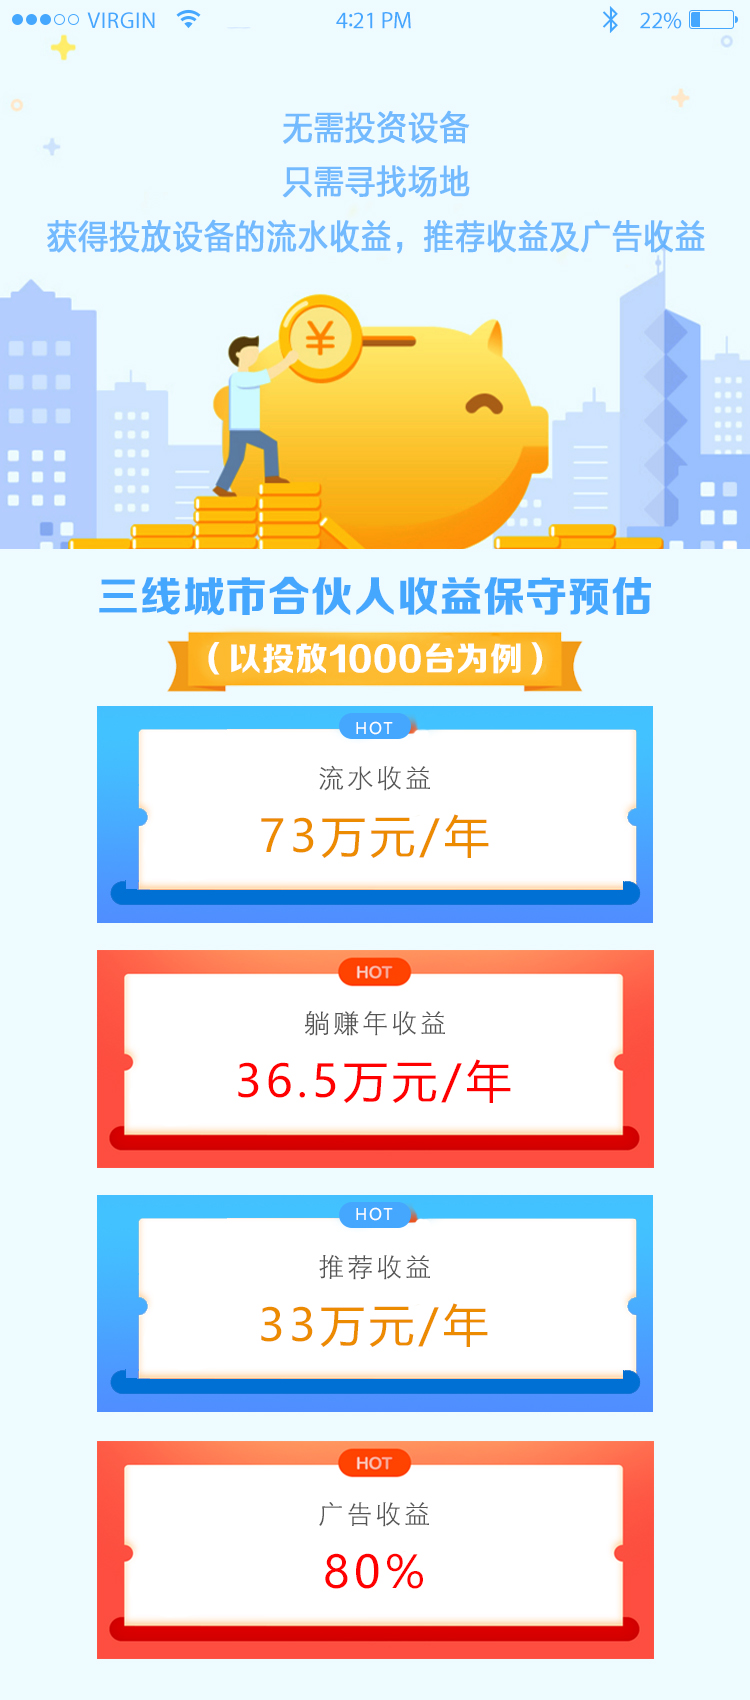 VIRGIN 4:21 PM 22%
无需投资设备
只需寻找场地
获得投放设备的流水收益，推荐收益及广告收益
¥
三线城市合伙人收益保守预估
（以投放1000台为例）
HOT
流水收益
73万元/年
HOT
躺赚年收益
36.5万元/年
HOT
推荐收益
33万元/年
HOT
广告收益
80%